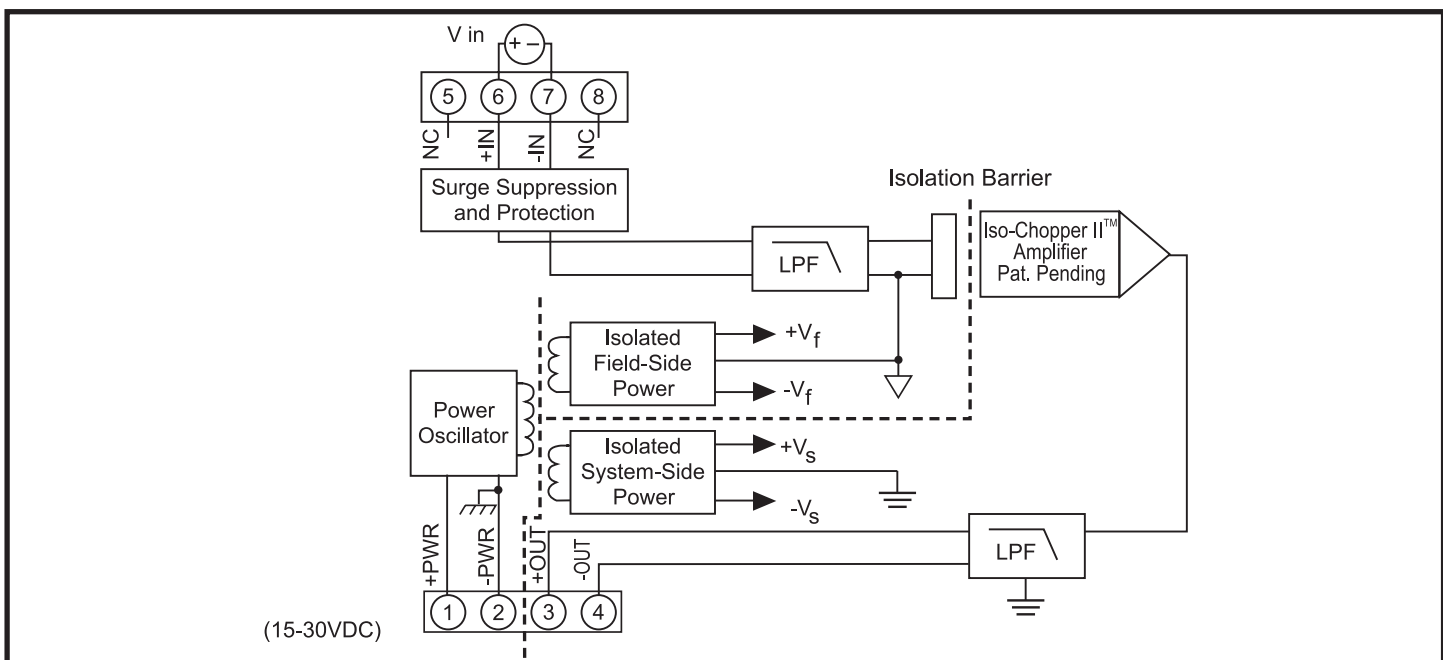 V in
+ −
5 6 7 8
NC
+IN
-IN
NC
Surge Suppression
and Protection
Isolation Barrier
LPF
Iso-Chopper II™
Amplifier
Pat. Pending
Isolated
Field-Side
Power
+Vf
-Vf
Power
Oscillator
Isolated
System-Side
Power
+Vs
-Vs
LPF
+PWR
-PWR
+OUT
-OUT
1 2 3 4
(15-30VDC)